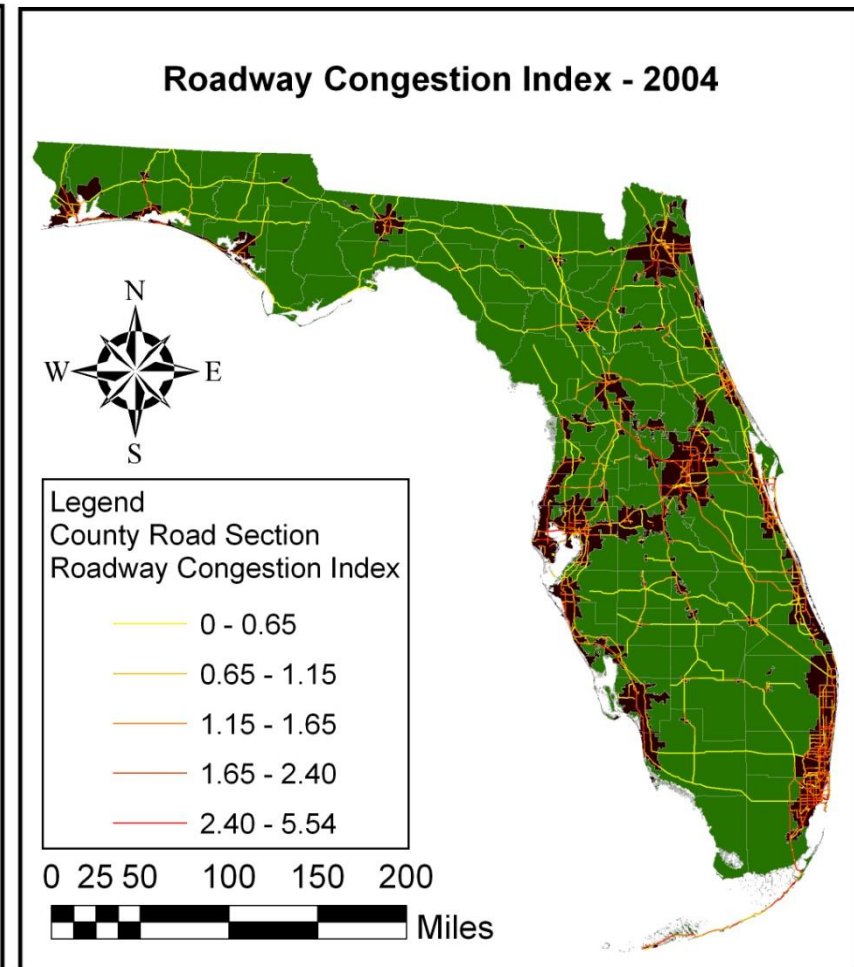 Roadway Congestion Index - 2004
N
W E
S
Legend
County Road Section
Roadway Congestion Index
0 - 0.65
0.65 - 1.15
1.15 - 1.65
1.65 - 2.40
2.40 - 5.54
0 25 50 100 150 200
Miles